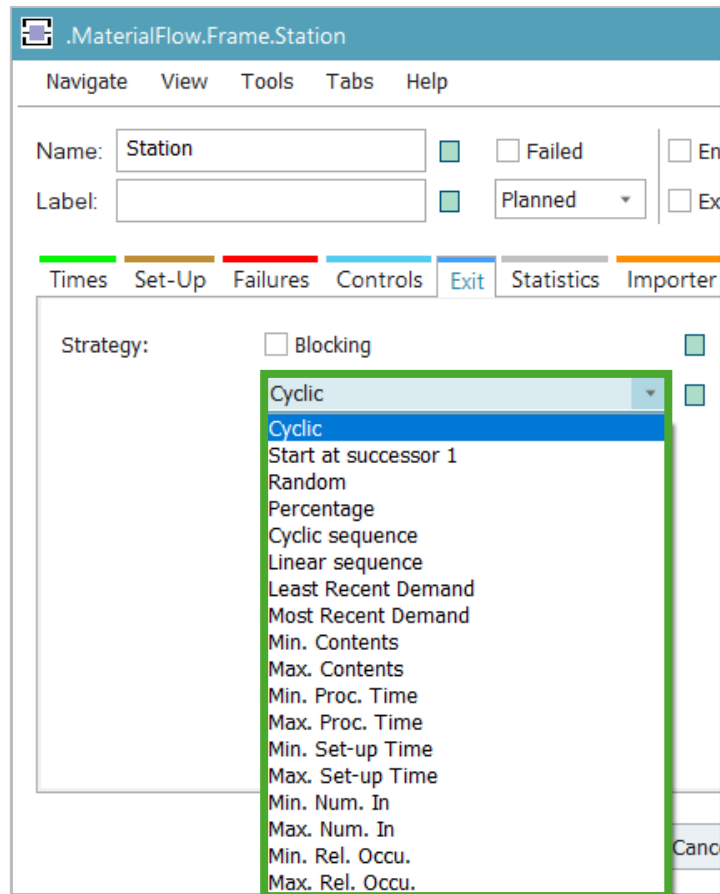 .MaterialFlow.Frame.Station
Navigate View Tools Tabs Help
Name: Station Failed En
Label: Planned Ex
Times Set-Up Failures Controls Exit Statistics Importer
Strategy: Blocking
Cyclic
Cyclic
Start at successor 1
Random
Percentage
Cyclic sequence
Linear sequence
Least Recent Demand
Most Recent Demand
Min. Contents
Max. Contents
Min. Proc. Time
Max. Proc. Time
Min. Set-up Time
Max. Set-up Time
Min. Num. In
Max. Num. In
Min. Rel. Occu.
Canc
Max. Rel. Occu.